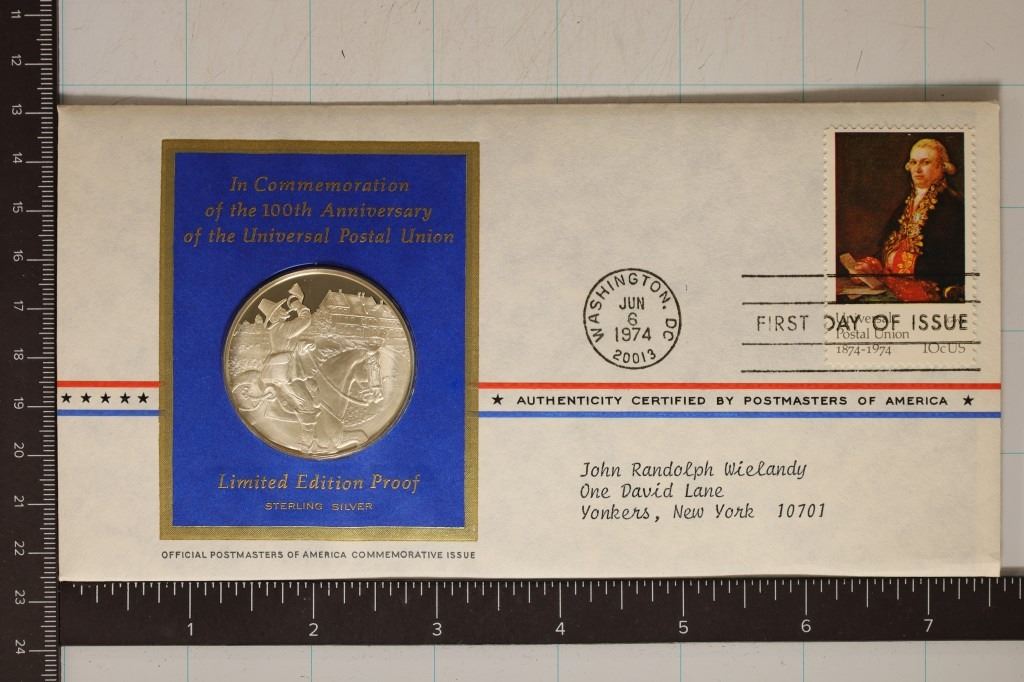 In Commemoration
of the 100th Anniversary
of the Universal Postal Union
Limited Edition Proof
STERLING SILVER
OFFICIAL POSTMASTERS OF AMERICA COMMEMORATIVE ISSUE
WASHINGTON, DC
JUN
6
1974
20013
FIRST DAY OF ISSUE
Universal
Postal Union
1874-1974 10cUS
★ ★ ★ ★ ★
★ AUTHENTICITY CERTIFIED BY POSTMASTERS OF AMERICA ★
John Randolph Wielandy
One David Lane
Yonkers, New York 10701
11
12
13
14
15
16
17
18
19
20
21
22
23
24
1 2 3 4 5 6 7